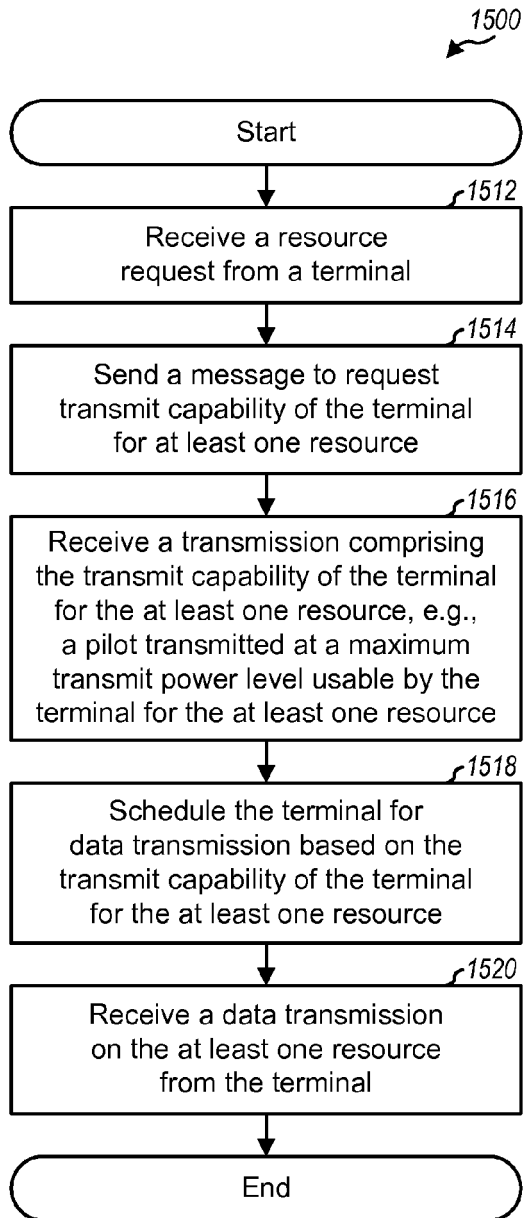 1500
Start
1512
Receive a resource
request from a terminal
1514
Send a message to request
transmit capability of the terminal
for at least one resource
1516
Receive a transmission comprising
the transmit capability of the terminal
for the at least one resource, e.g.,
a pilot transmitted at a maximum
transmit power level usable by the
terminal for the at least one resource
1518
Schedule the terminal for
data transmission based on the
transmit capability of the terminal
for the at least one resource
1520
Receive a data transmission
on the at least one resource
from the terminal
End